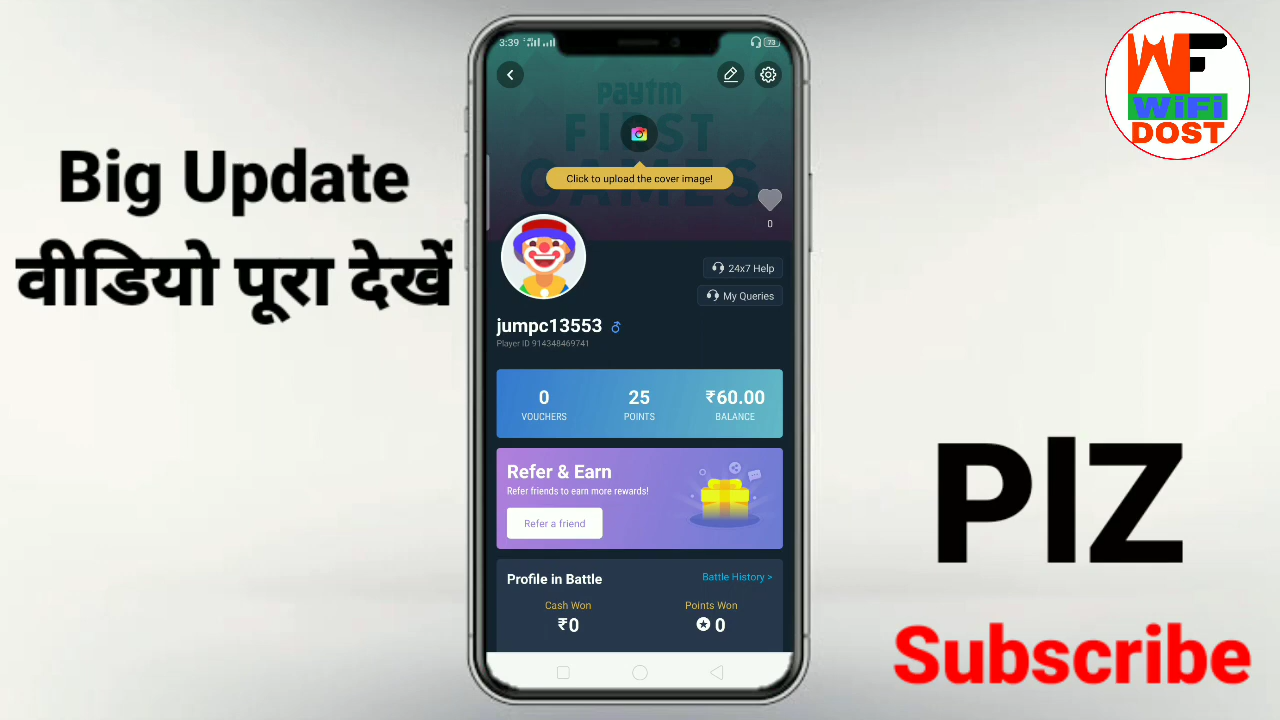 3:39
73
paytm
FIRST
GAMES
Click to upload the cover image!
0
24x7 Help
My Queries
jumpc13553
Player ID 914348469741
0
VOUCHERS
25
POINTS
₹60.00
BALANCE
Refer & Earn
Refer friends to earn more rewards!
Refer a friend
Profile in Battle
Battle History >
Cash Won
₹0
Points Won
0
Big Update
वीडियो पूरा देखें
WF
WiFi
DOST
PlZ
Subscribe